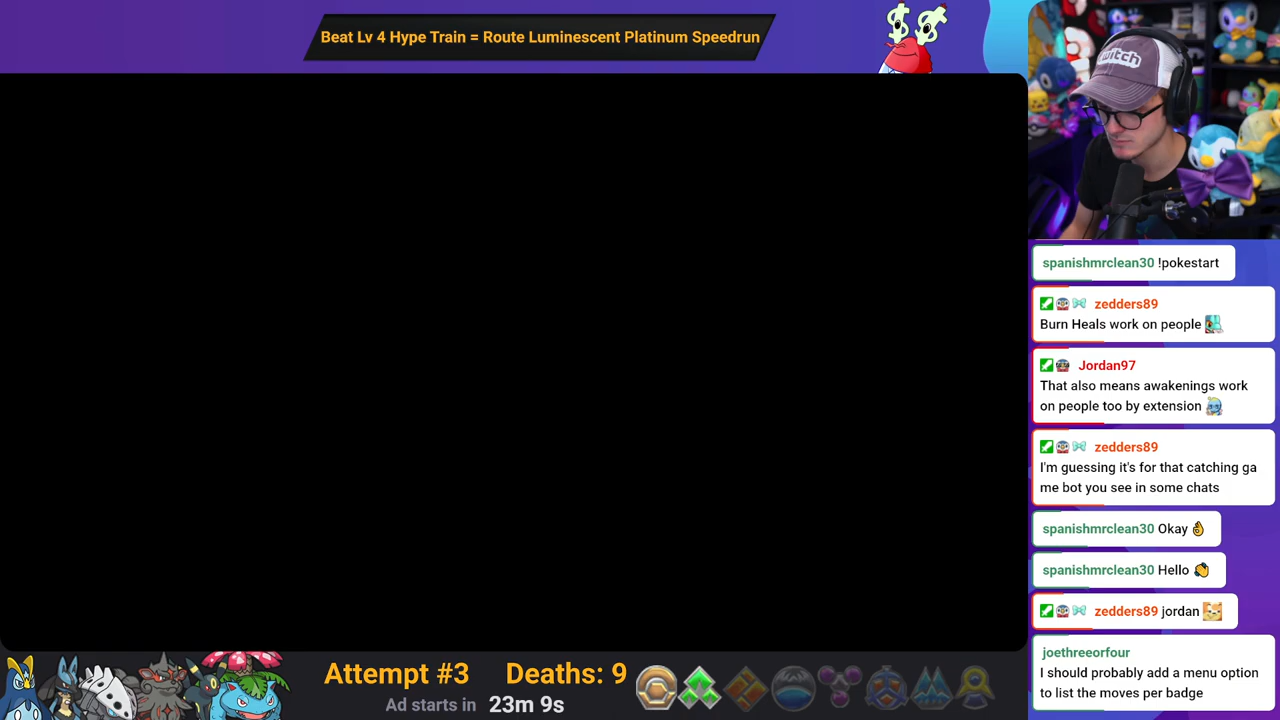 Beat Lv 4 Hype Train = Route Luminescent Platinum Speedrun
twitch
spanishmrclean30 !pokestart
zedders89
Burn Heals work on people
Jordan97
That also means awakenings work
on people too by extension
zedders89
I'm guessing it's for that catching ga
me bot you see in some chats
spanishmrclean30 Okay 👌
spanishmrclean30 Hello 👋
zedders89 jordan
joethreeorfour
I should probably add a menu option
to list the moves per badge
Attempt #3 Deaths: 9
Ad starts in 23m 9s